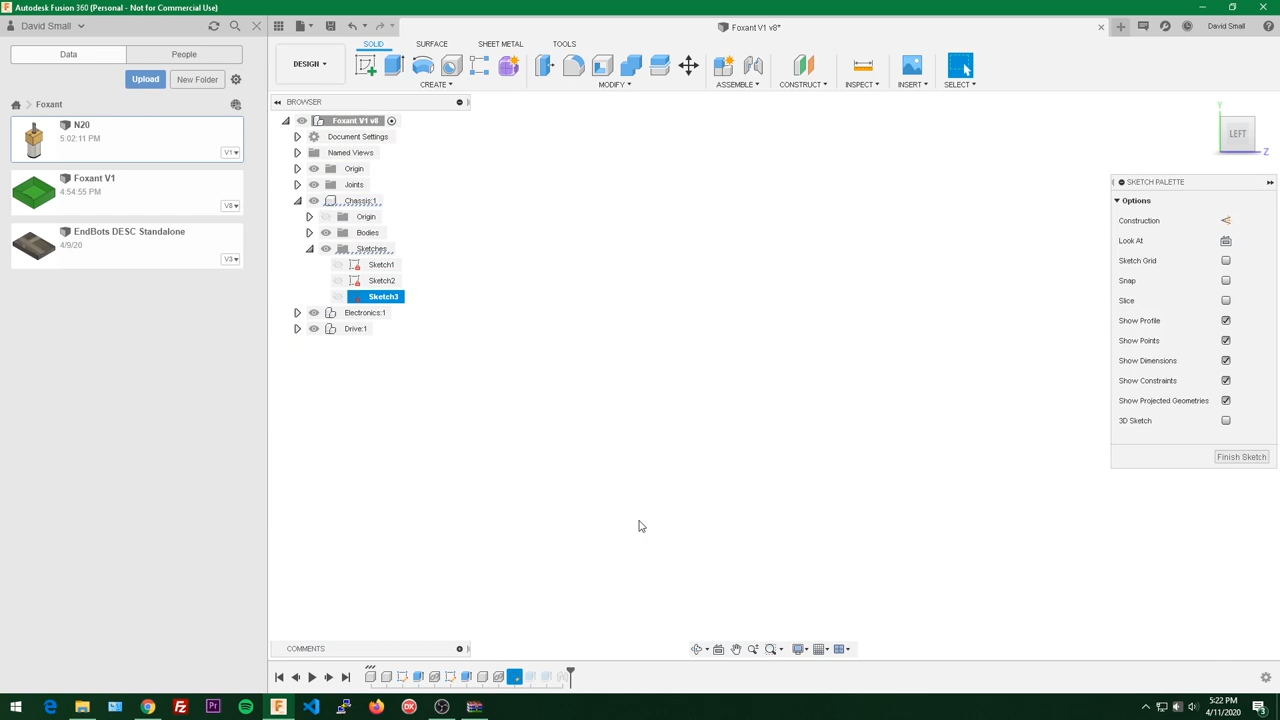 Autodesk Fusion 360 (Personal - Not for Commercial Use)
David Small
Foxant V1 v8*
David Small
Data
People
Upload
New Folder
Foxant
N20
5:02:11 PM
V1
Foxant V1
4:54:55 PM
V8
EndBots DESC Standalone
4/9/20
V3
SOLID
SURFACE
SHEET METAL
TOOLS
DESIGN
CREATE
MODIFY
ASSEMBLE
CONSTRUCT
INSPECT
INSERT
SELECT
BROWSER
Foxant V1 v8
Document Settings
Named Views
Origin
Joints
Chassis:1
Origin
Bodies
Sketches
Sketch1
Sketch2
Sketch3
Electronics:1
Drive:1
Y
LEFT
Z
SKETCH PALETTE
Options
Construction
Look At
Sketch Grid
Snap
Slice
Show Profile
Show Points
Show Dimensions
Show Constraints
Show Projected Geometries
3D Sketch
Finish Sketch
COMMENTS
5:22 PM
4/11/2020